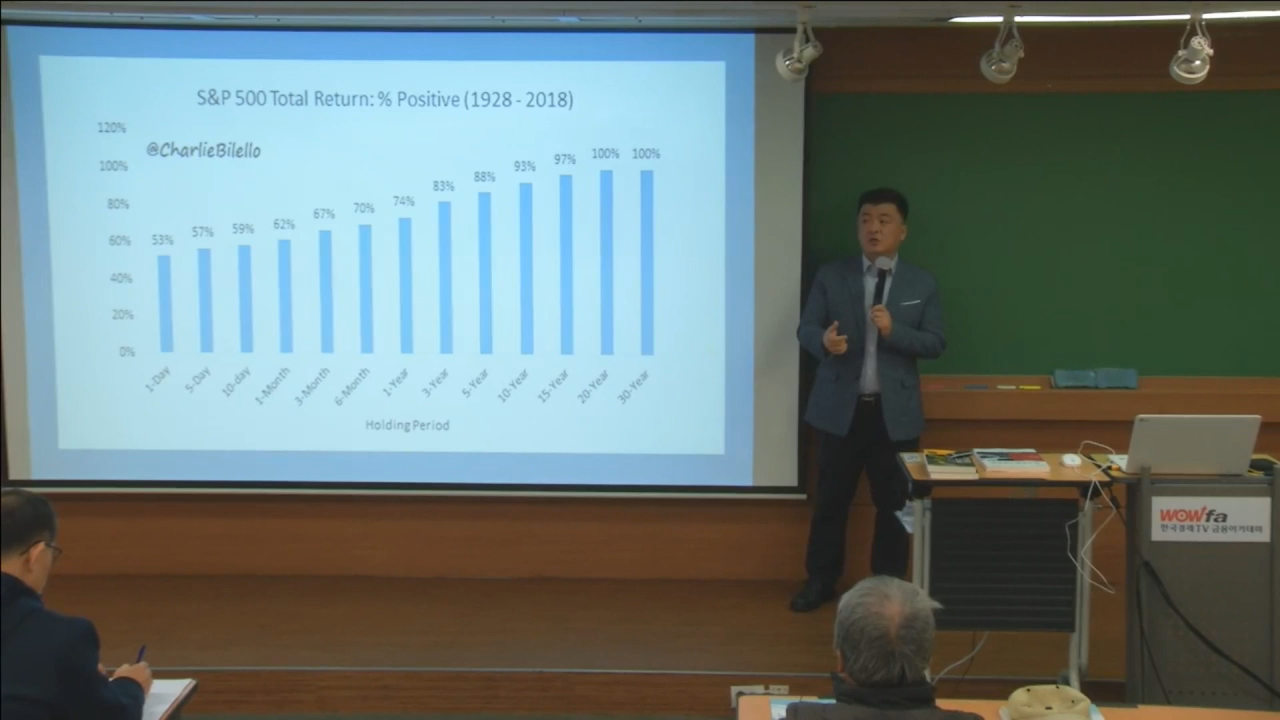 S&P 500 Total Return: % Positive (1928 - 2018)
@CharlieBilello
120%
100%
80%
60%
40%
20%
0%
53%
57%
59%
62%
67%
70%
74%
83%
88%
93%
97%
100%
100%
1-Day
5-Day
10-day
1-Month
3-Month
6-Month
1-Year
3-Year
5-Year
10-Year
15-Year
20-Year
30-Year
Holding Period
WOWfa
한국경제TV 금융아카데미